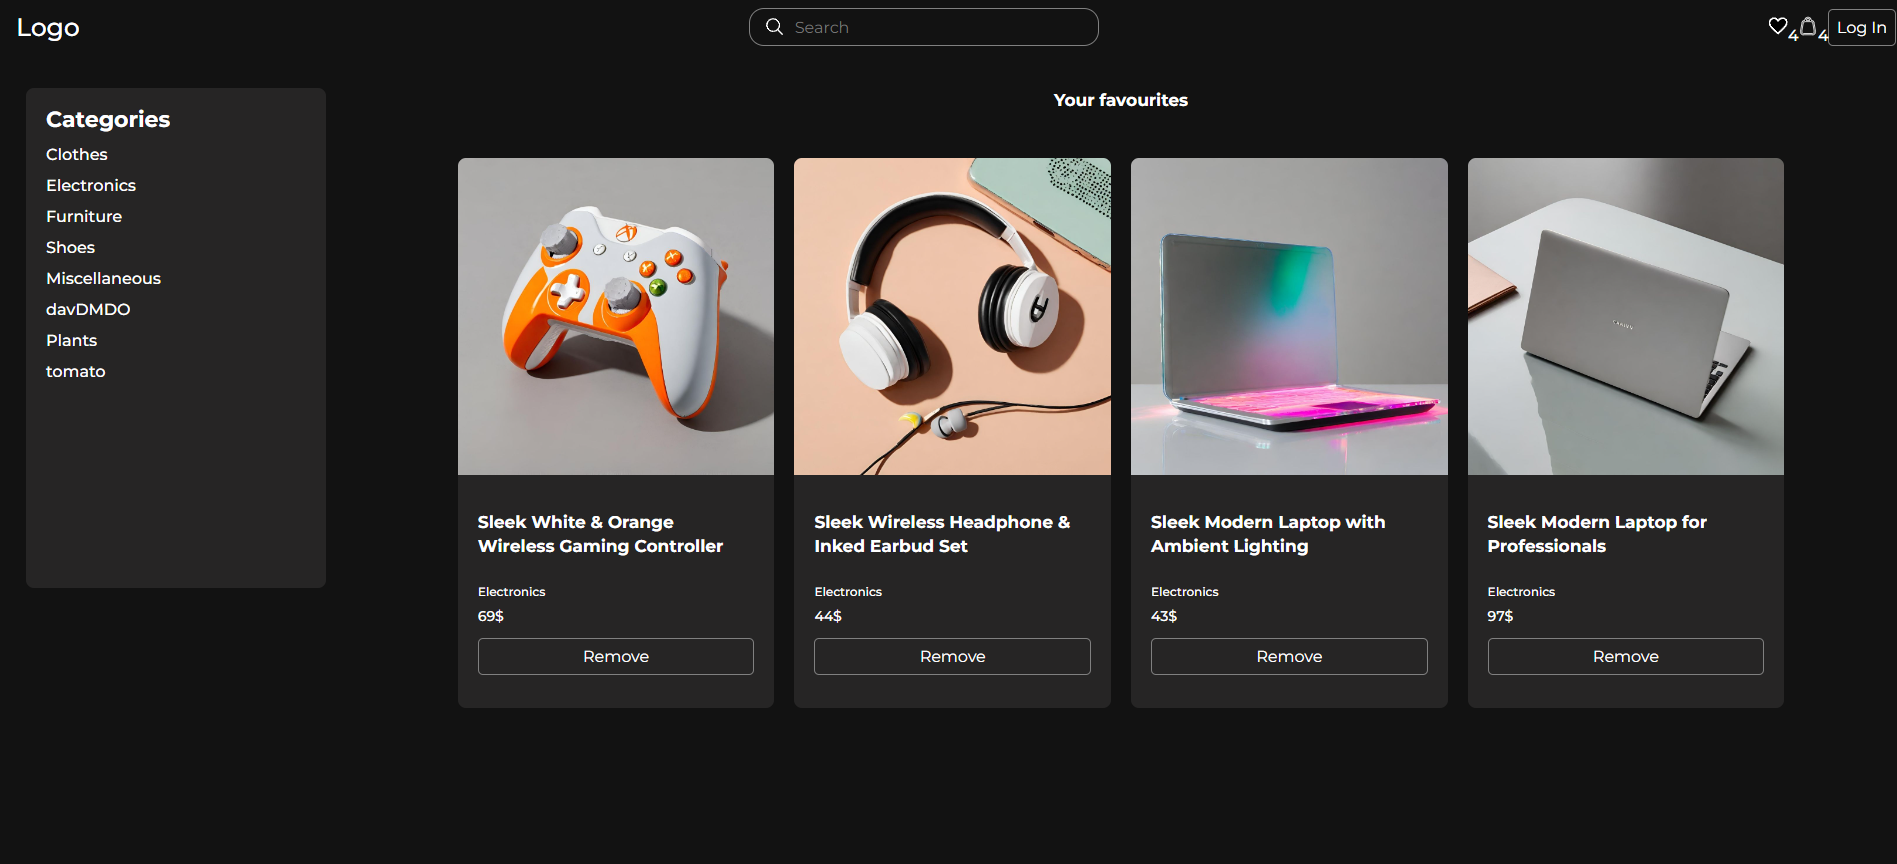 Logo
Search
4
4
Log In
Categories
Clothes
Electronics
Furniture
Shoes
Miscellaneous
davDMDO
Plants
tomato
Your favourites
Sleek White & Orange
Wireless Gaming Controller
Electronics
69$
Remove
Sleek Wireless Headphone &
Inked Earbud Set
Electronics
44$
Remove
Sleek Modern Laptop with
Ambient Lighting
Electronics
43$
Remove
Sleek Modern Laptop for
Professionals
Electronics
97$
Remove